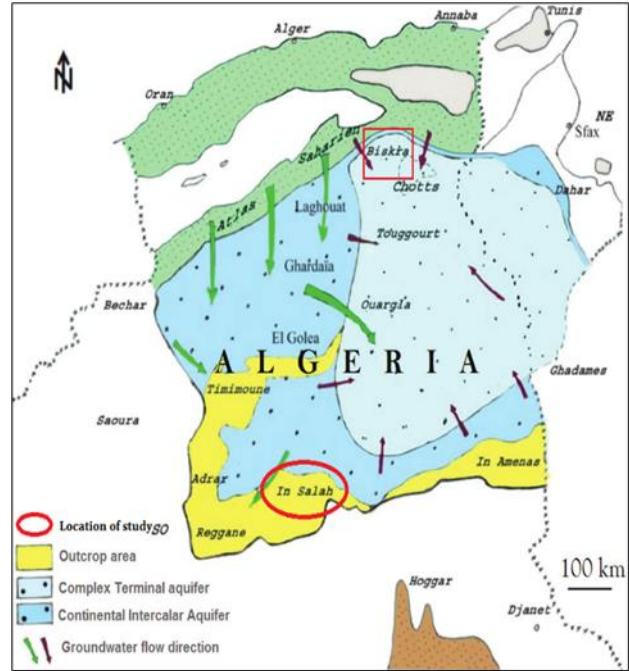 Annaba
Tunis
Alger
N
Oran
NE
Sfax
Saharien
Biskra
Chotts
Dahar
Atlas
Laghouat
Touggourt
Ghardaïa
Bechar
Ouargla
El Golea
ALGERIA
Ghadames
Timimoune
Saoura
Adrar
In Salah
In Amenas
Reggane
Location of study SO
Outcrop area
Complex Terminal aquifer
Continental Intercalar Aquifer
Groundwater flow direction
Hoggar
100 km
Djanet